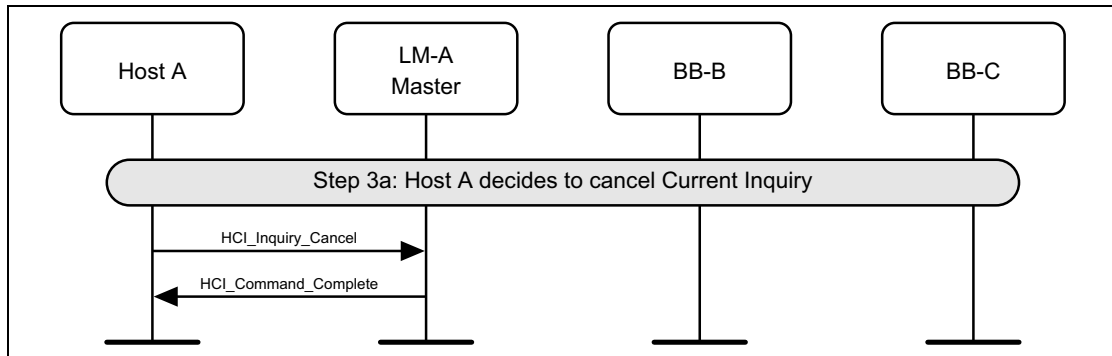 Host A
LM-A
Master
BB-B
BB-C
Step 3a: Host A decides to cancel Current Inquiry
HCI_Inquiry_Cancel
HCI_Command_Complete